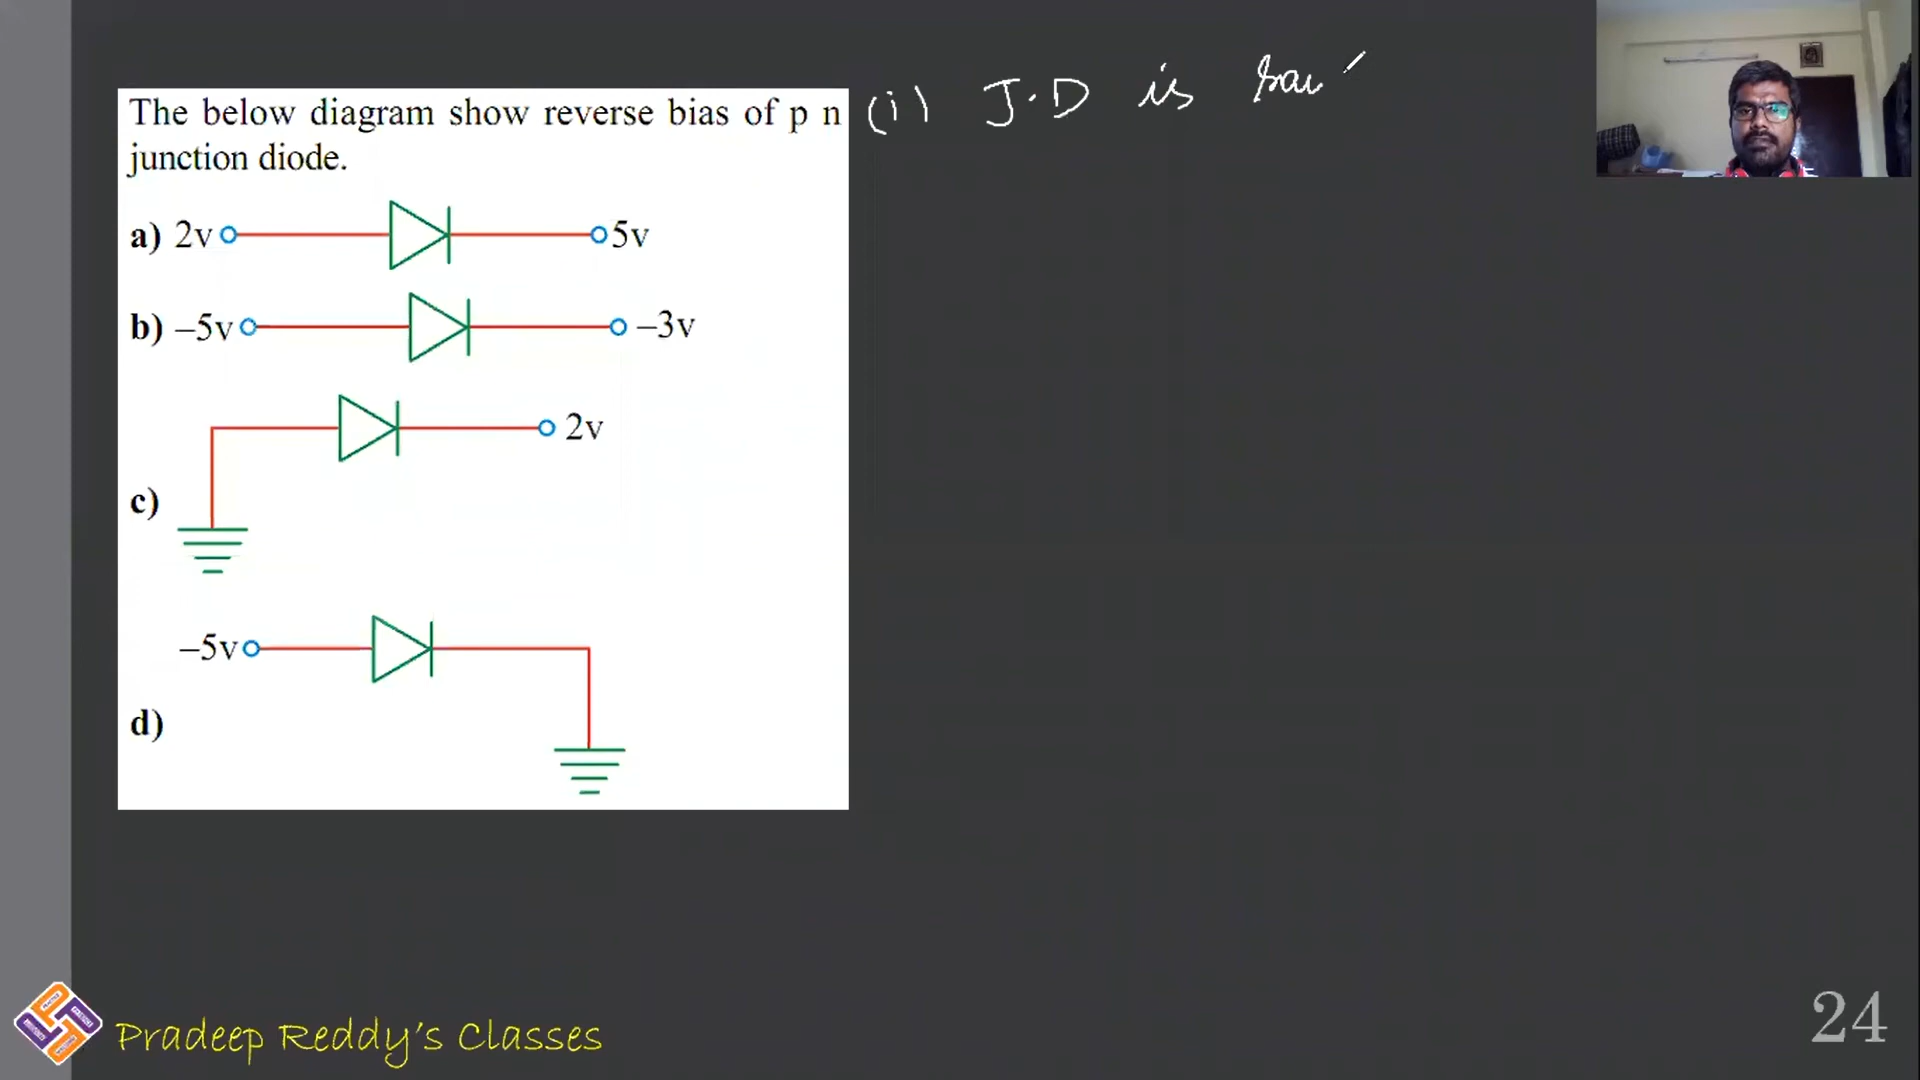 The below diagram show reverse bias of p n
junction diode.
a) 2v 5v
b) –5v –3v
2v
c)
–5v
d)
(i) J.D is
Pradeep Reddy's Classes
24